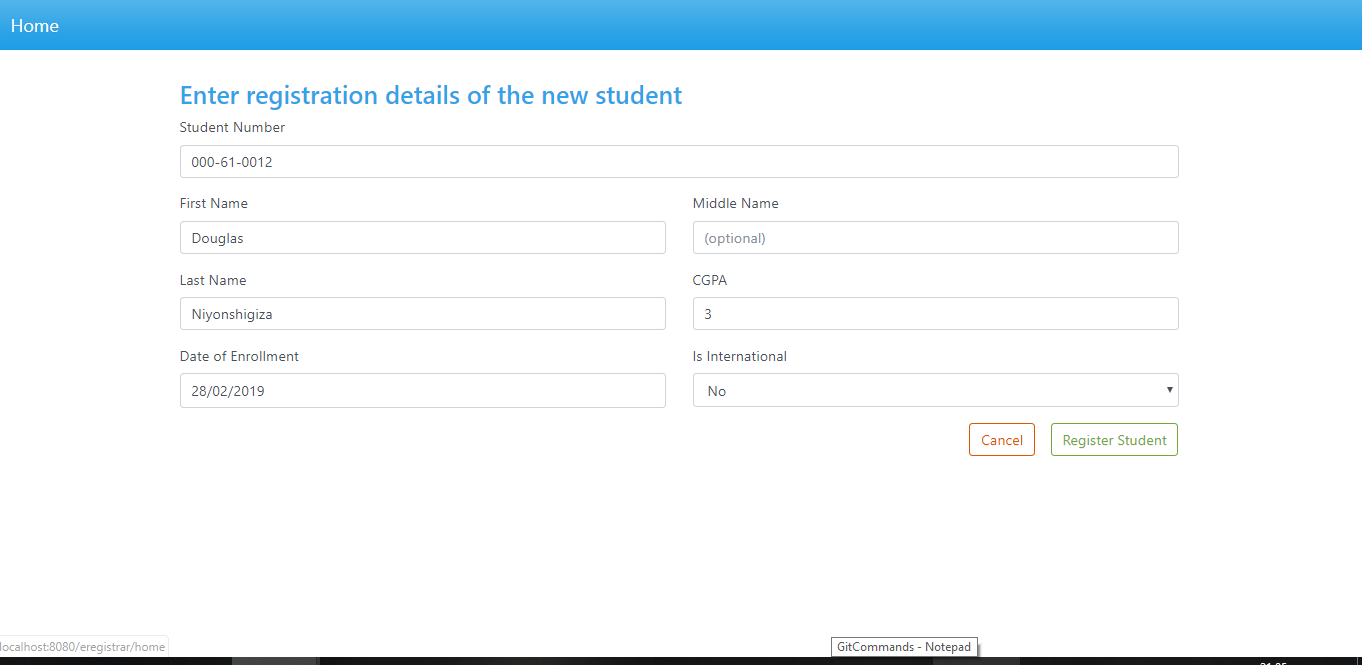 Home
Enter registration details of the new student
Student Number
000-61-0012
First Name
Middle Name
Douglas
(optional)
Last Name
CGPA
Niyonshigiza
3
Date of Enrollment
Is International
28/02/2019
No
Cancel
Register Student
localhost:8080/eregistrar/home
GitCommands - Notepad